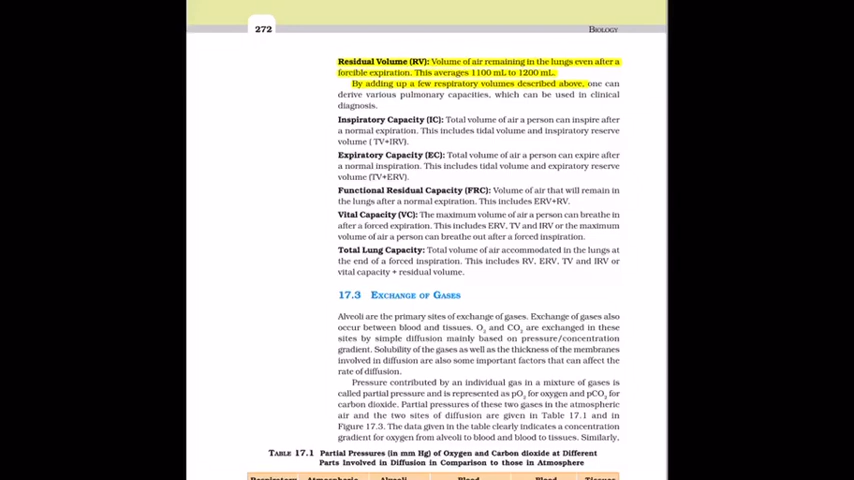 272
BIOLOGY
Residual Volume (RV): Volume of air remaining in the lungs even after a
forcible expiration. This averages 1100 mL to 1200 mL.
By adding up a few respiratory volumes described above, one can
derive various pulmonary capacities, which can be used in clinical
diagnosis.
Inspiratory Capacity (IC): Total volume of air a person can inspire after
a normal expiration. This includes tidal volume and inspiratory reserve
volume ( TV+IRV).
Expiratory Capacity (EC): Total volume of air a person can expire after
a normal inspiration. This includes tidal volume and expiratory reserve
volume (TV+ERV).
Functional Residual Capacity (FRC): Volume of air that will remain in
the lungs after a normal expiration. This includes ERV+RV.
Vital Capacity (VC): The maximum volume of air a person can breathe in
after a forced expiration. This includes ERV, TV and IRV or the maximum
volume of air a person can breathe out after a forced inspiration.
Total Lung Capacity: Total volume of air accommodated in the lungs at
the end of a forced inspiration. This includes RV, ERV, TV and IRV or
vital capacity + residual volume.
17.3 EXCHANGE OF GASES
Alveoli are the primary sites of exchange of gases. Exchange of gases also
occur between blood and tissues. O₂ and CO₂ are exchanged in these
sites by simple diffusion mainly based on pressure/concentration
gradient. Solubility of the gases as well as the thickness of the membranes
involved in diffusion are also some important factors that can affect the
rate of diffusion.
Pressure contributed by an individual gas in a mixture of gases is
called partial pressure and is represented as pO₂ for oxygen and pCO₂ for
carbon dioxide. Partial pressures of these two gases in the atmospheric
air and the two sites of diffusion are given in Table 17.1 and in
Figure 17.3. The data given in the table clearly indicates a concentration
gradient for oxygen from alveoli to blood and blood to tissues. Similarly,
TABLE 17.1 Partial Pressures (in mm Hg) of Oxygen and Carbon dioxide at Different
Parts Involved in Diffusion in Comparison to those in Atmosphere
Respiratory Atmospheric Alveoli Blood Blood Tissues